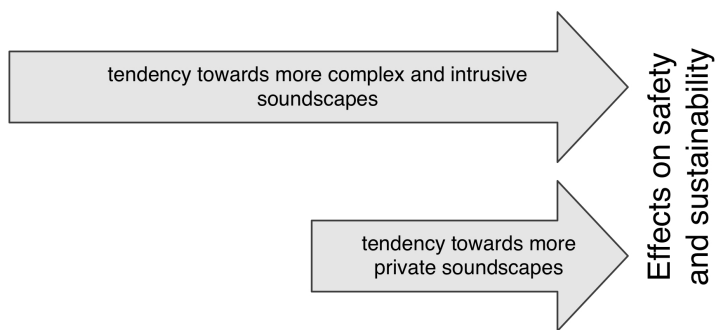 tendency towards more complex and intrusive
soundscapes
tendency towards more
private soundscapes
Effects on safety
and sustainability